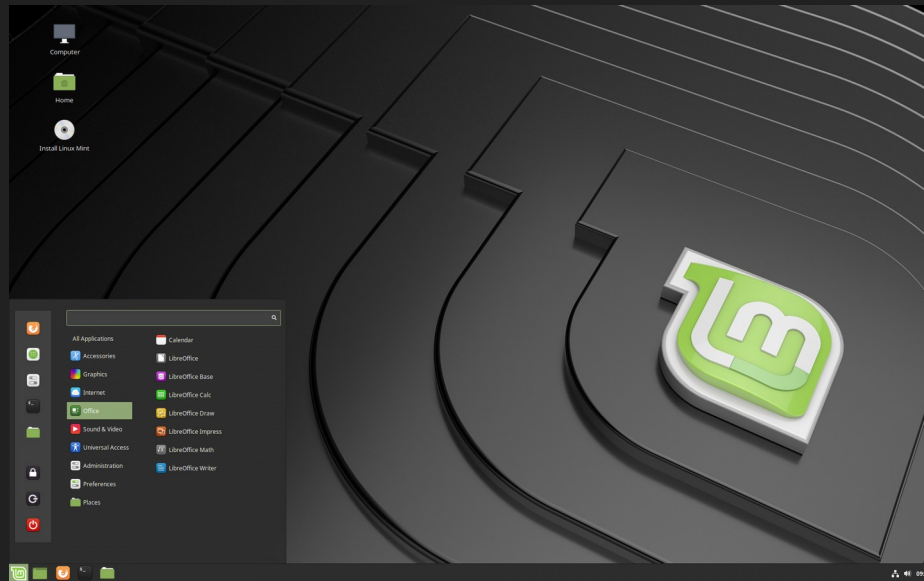 Computer
Home
Install Linux Mint
All Applications
Accessories
Graphics
Internet
Office
Sound & Video
Universal Access
Administration
Preferences
Places
Calendar
LibreOffice
LibreOffice Base
LibreOffice Calc
LibreOffice Draw
LibreOffice Impress
LibreOffice Math
LibreOffice Writer
lm